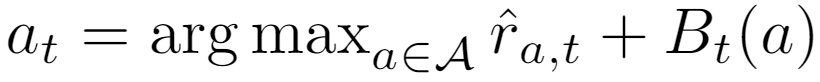 a_t = arg max_{a∈𝒜} r̂_{a,t} + B_t(a)